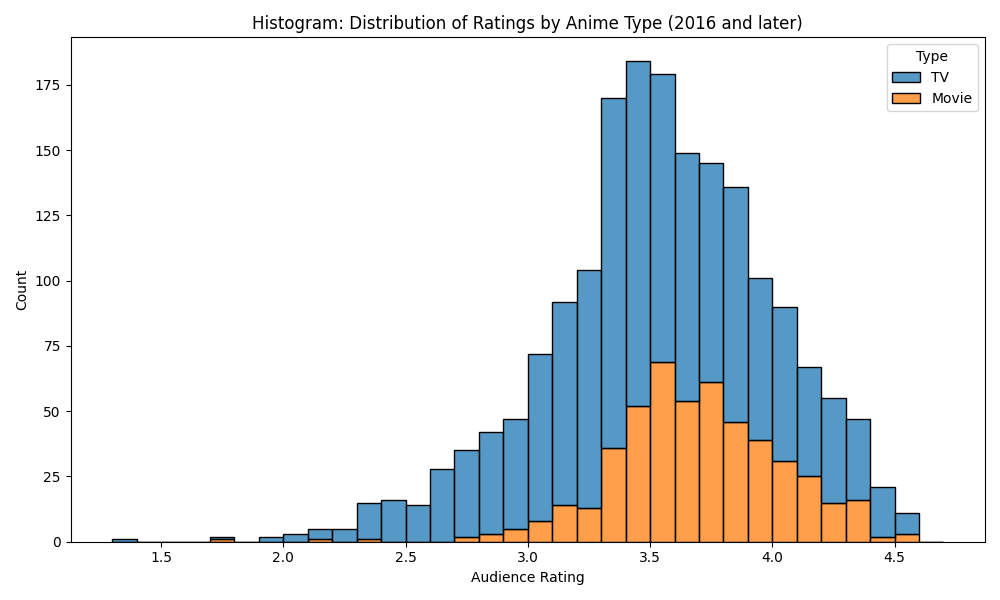 Histogram: Distribution of Ratings by Anime Type (2016 and later)
Type
TV
Movie
175
150
125
100
75
50
25
0
Count
1.5 2.0 2.5 3.0 3.5 4.0 4.5
Audience Rating